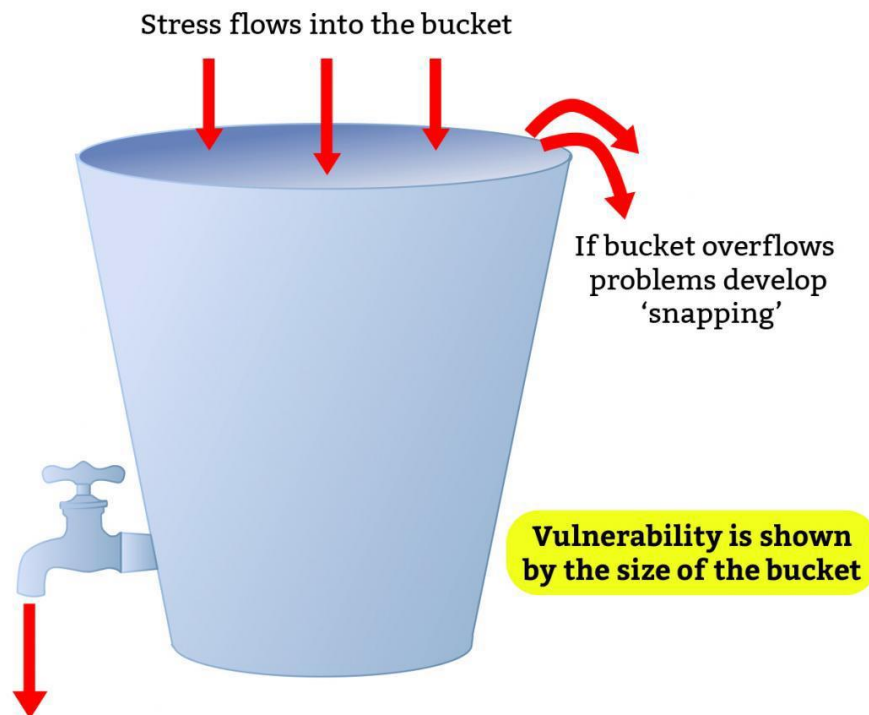 Stress flows into the bucket
If bucket overflows
problems develop
‘snapping’
Vulnerability is shown
by the size of the bucket